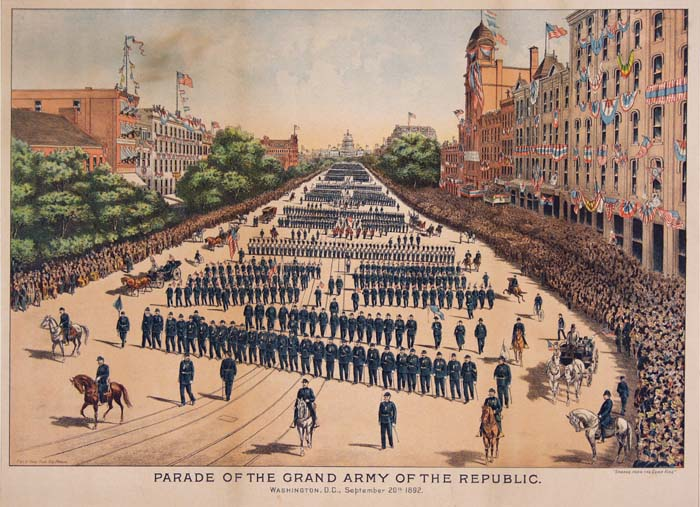 PARADE OF THE GRAND ARMY OF THE REPUBLIC.
WASHINGTON, D.C., September 20th 1892.